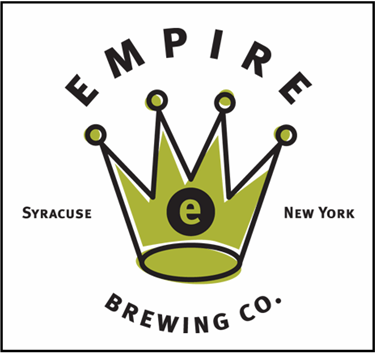 EMPIRE
SYRACUSE
e
NEW YORK
BREWING CO.